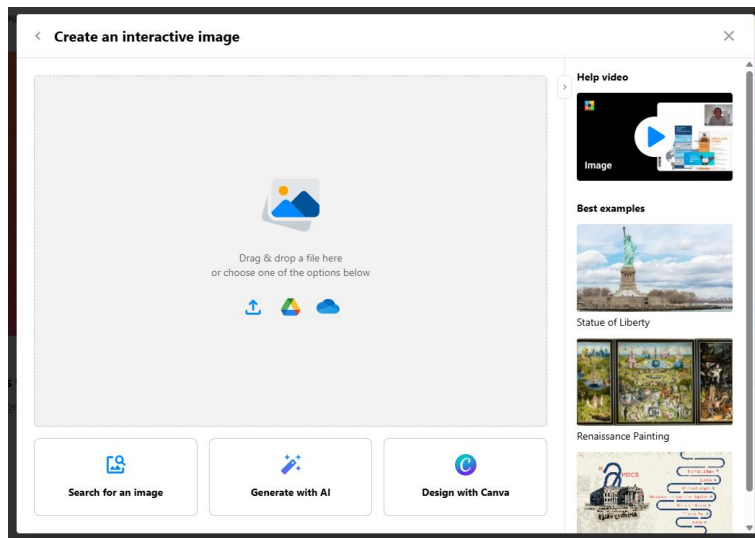 Create an interactive image
Drag & drop a file here
or choose one of the options below
Search for an image
Generate with AI
Design with Canva
Help video
Image
Best examples
Statue of Liberty
Renaissance Painting